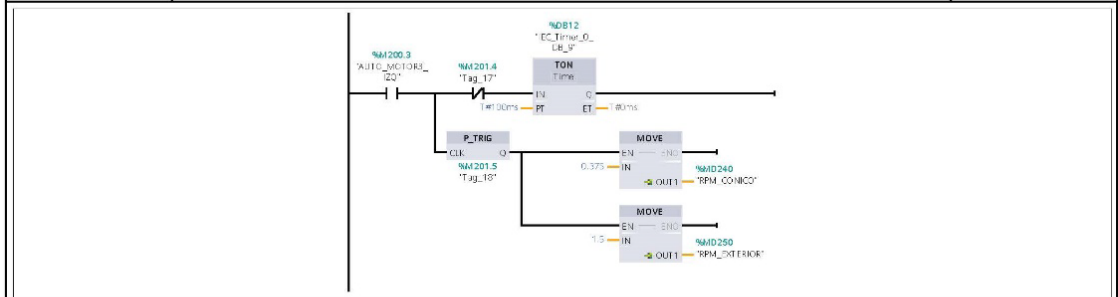 %DB12
"IEC_Timer_0_
DB_9"
%M200.3
"AUTO_MOTOR3_
IZQ"
%M201.4
"Tag_17"
TON
Time
IN Q
T#100ms PT ET T#0ms
P_TRIG
CLK Q
%M201.5
"Tag_18"
MOVE
EN ENO
0.375 IN
%MD240
OUT1 "RPM_CONICO"
MOVE
EN ENO
1.5 IN
%MD250
OUT1 "RPM_EXTERIOR"